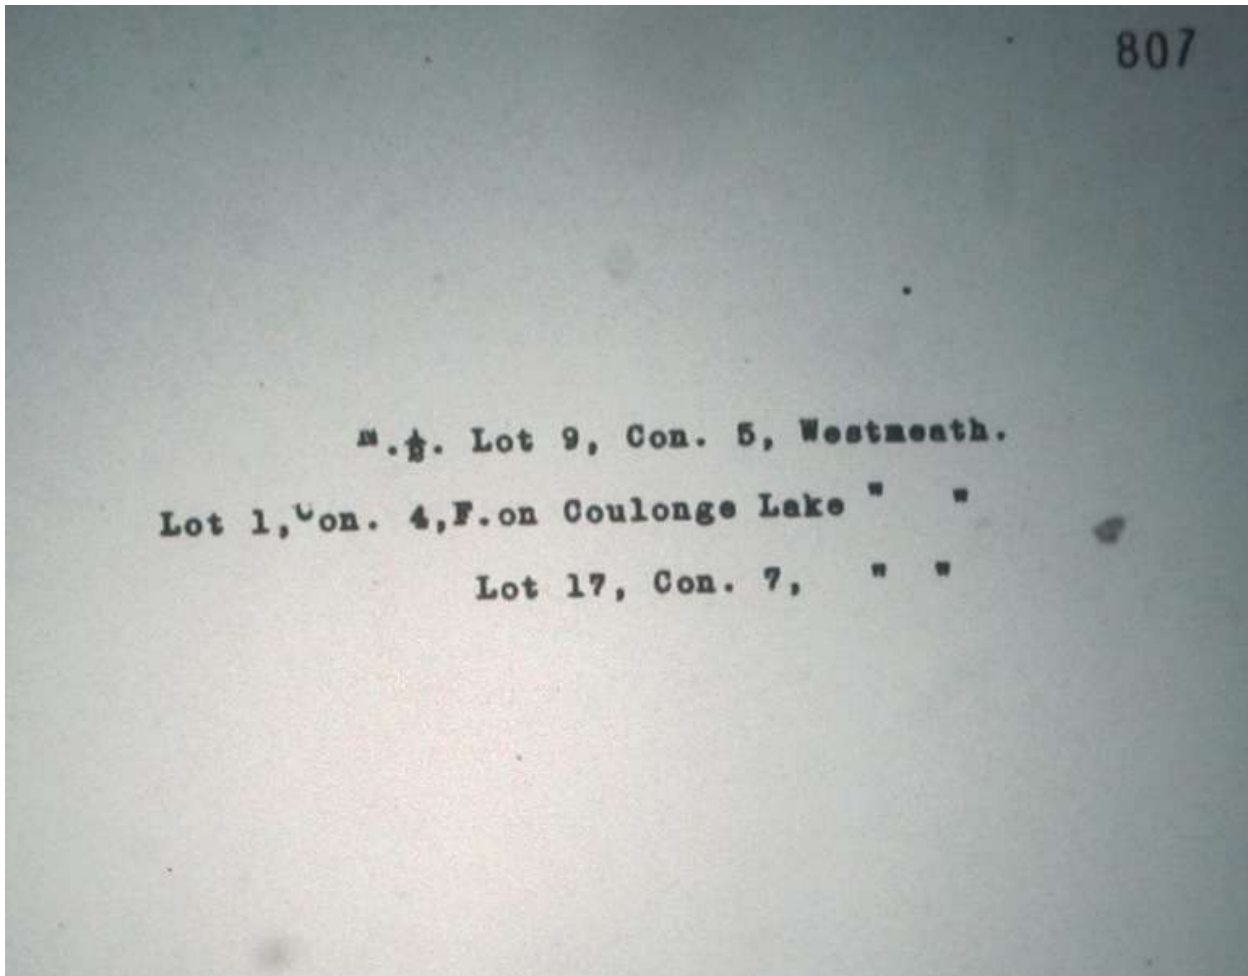 807
N.½. Lot 9, Con. 5, Westmeath.
Lot 1, Con. 4,F.on Coulonge Lake " "
Lot 17, Con. 7, " "